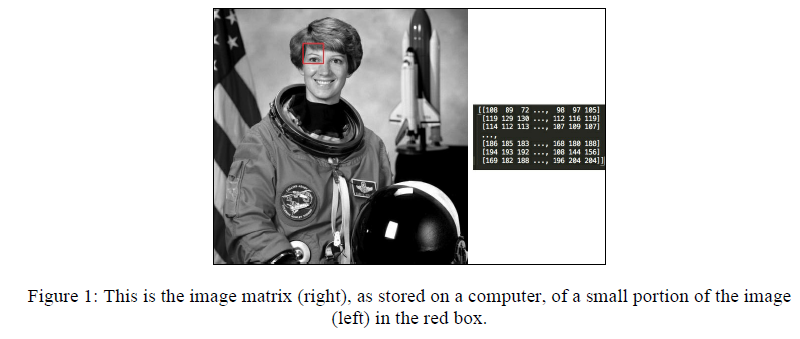 [[108 89 72 ..., 98 97 105]
[119 129 130 ..., 112 116 119]
[114 112 113 ..., 107 109 107]
...,
[186 185 183 ..., 168 180 188]
[194 193 192 ..., 108 144 156]
[169 182 188 ..., 196 204 204]]
Figure 1: This is the image matrix (right), as stored on a computer, of a small portion of the image
(left) in the red box.